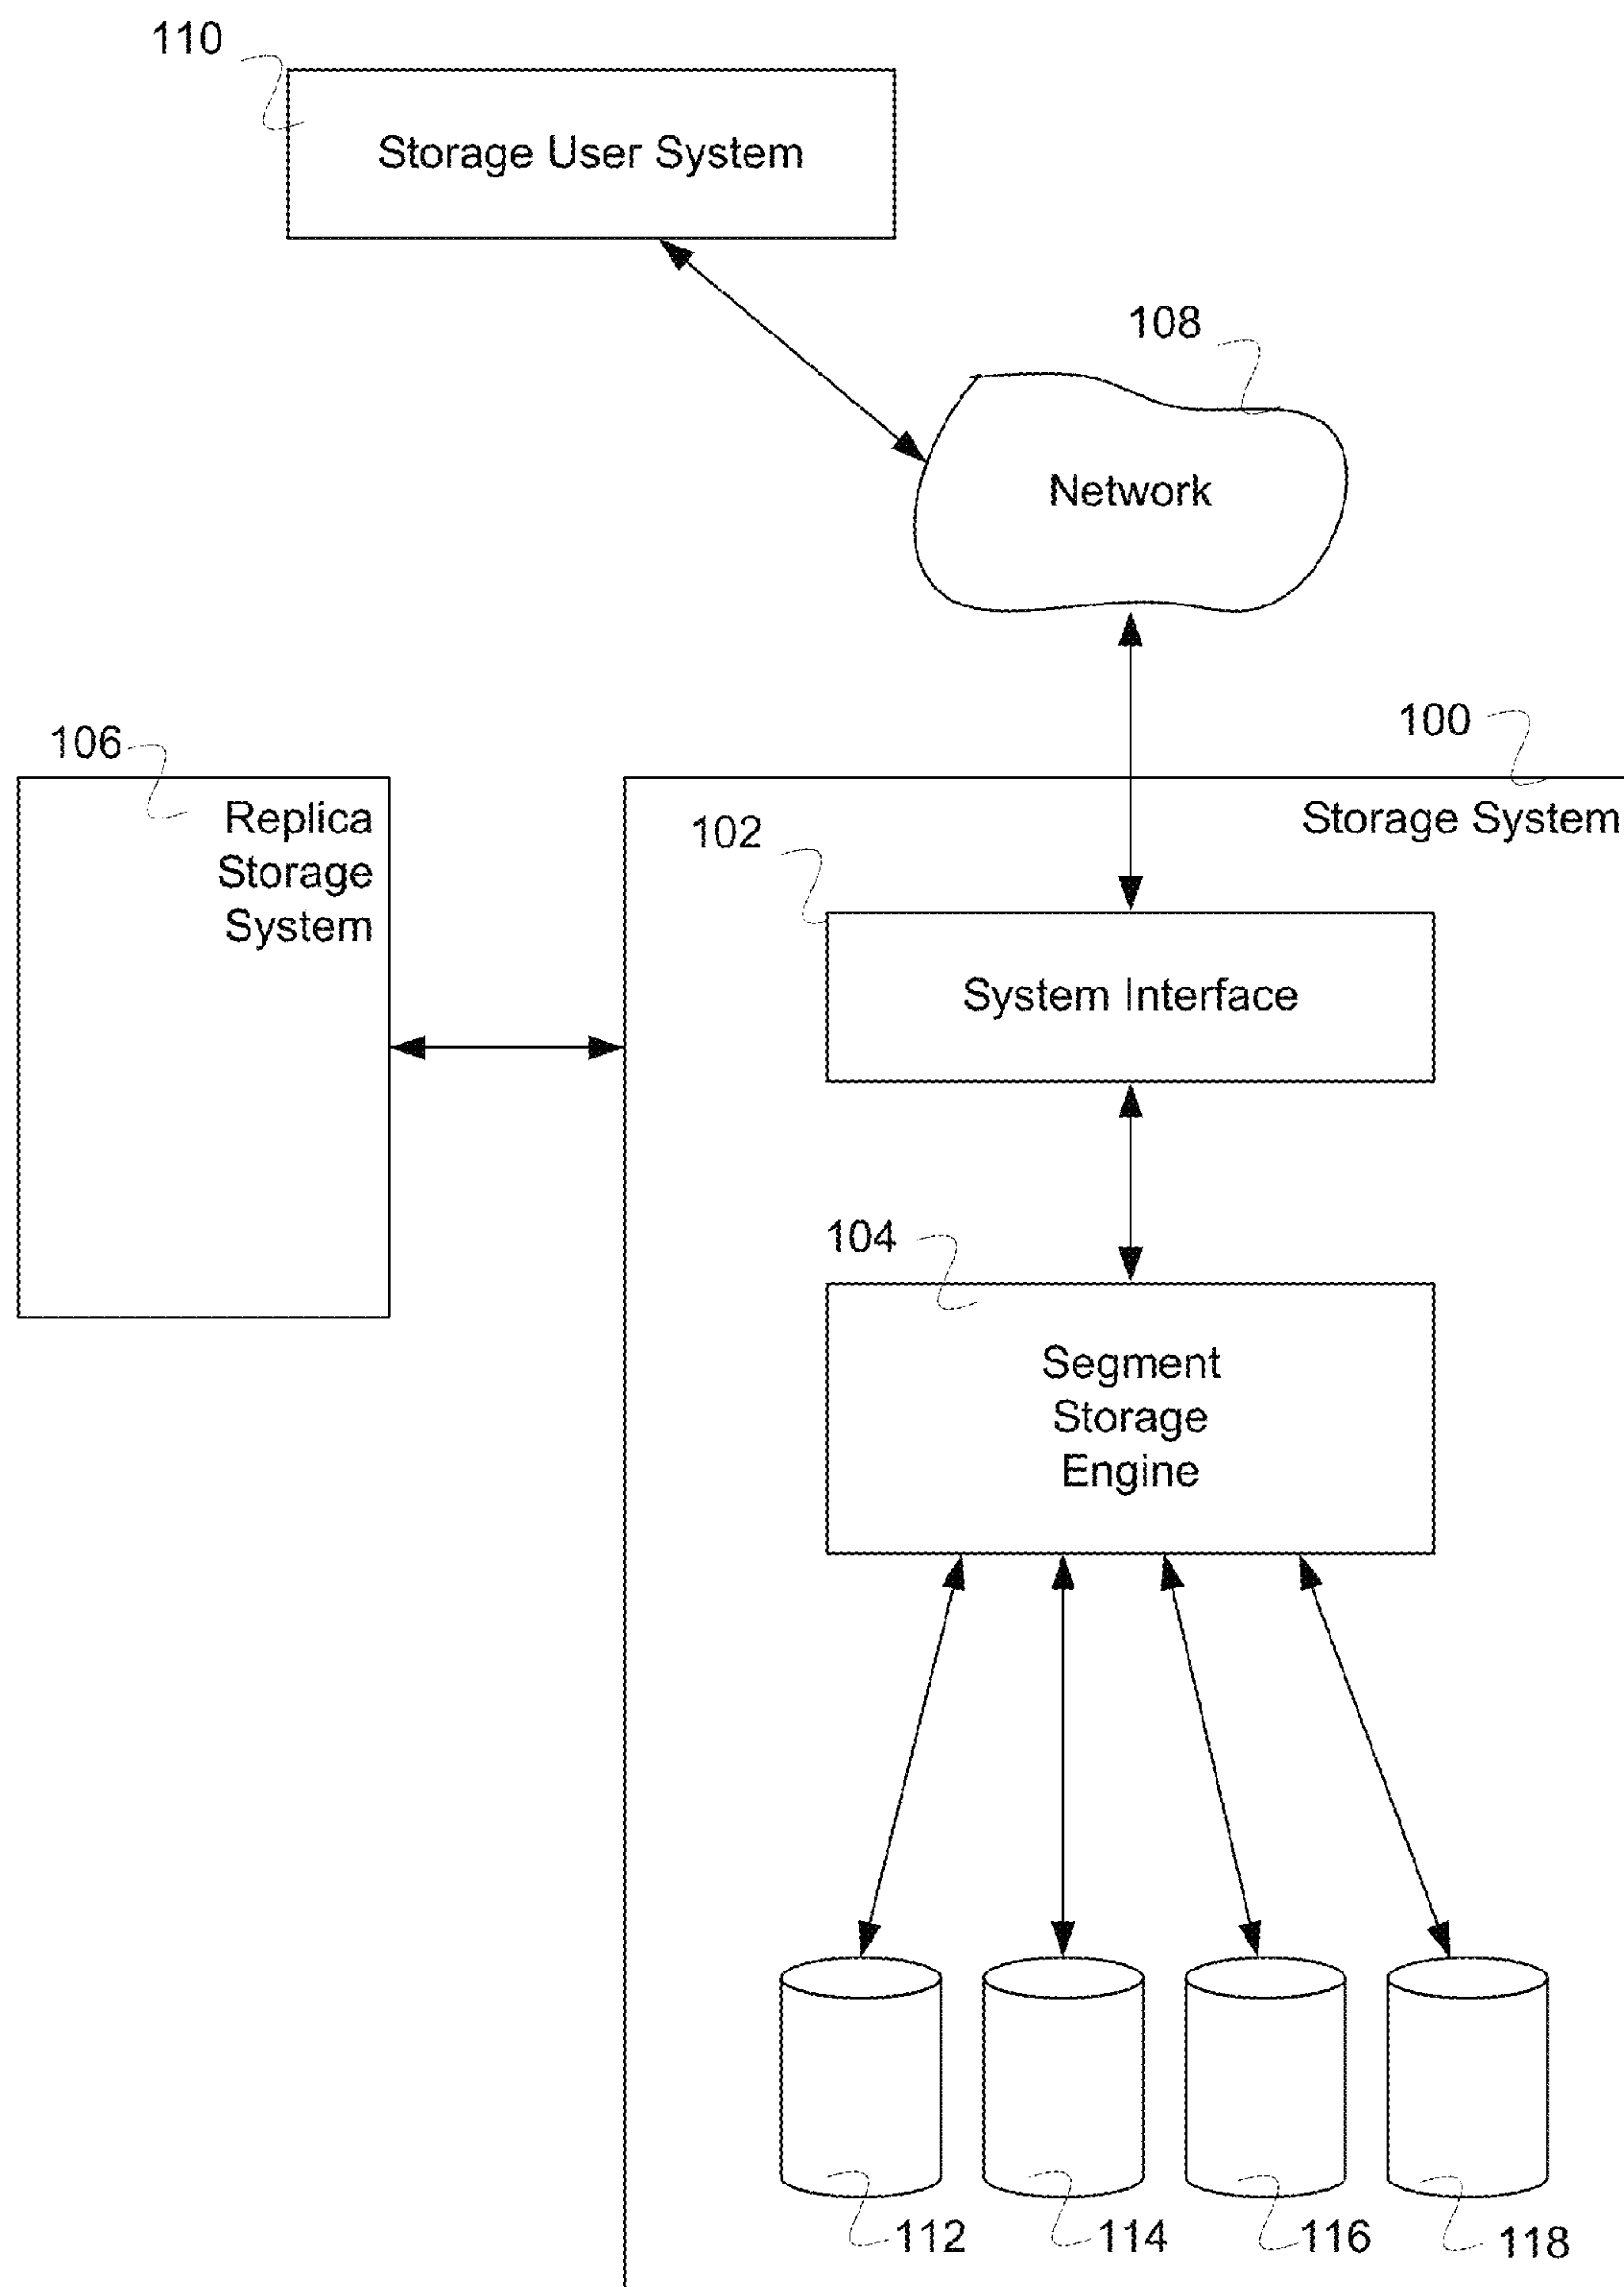 110
Storage User System
108
Network
100
106
Replica
Storage
System
Storage System
102
System Interface
104
Segment
Storage
Engine
112
114
116
118